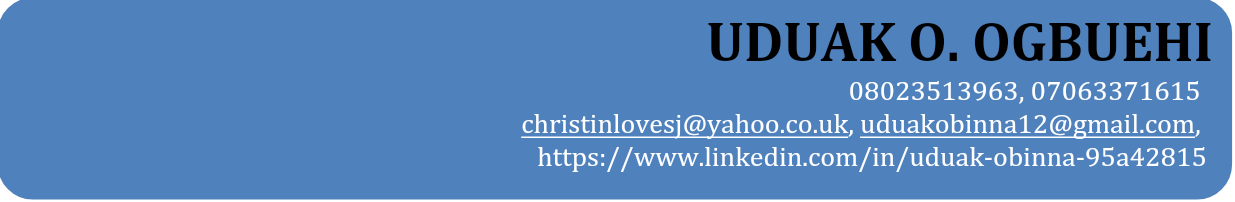 UDUAK O. OGBUEHI
08023513963, 07063371615
christinlovesj@yahoo.co.uk, uduakobinna12@gmail.com,
https://www.linkedin.com/in/uduak-obinna-95a42815